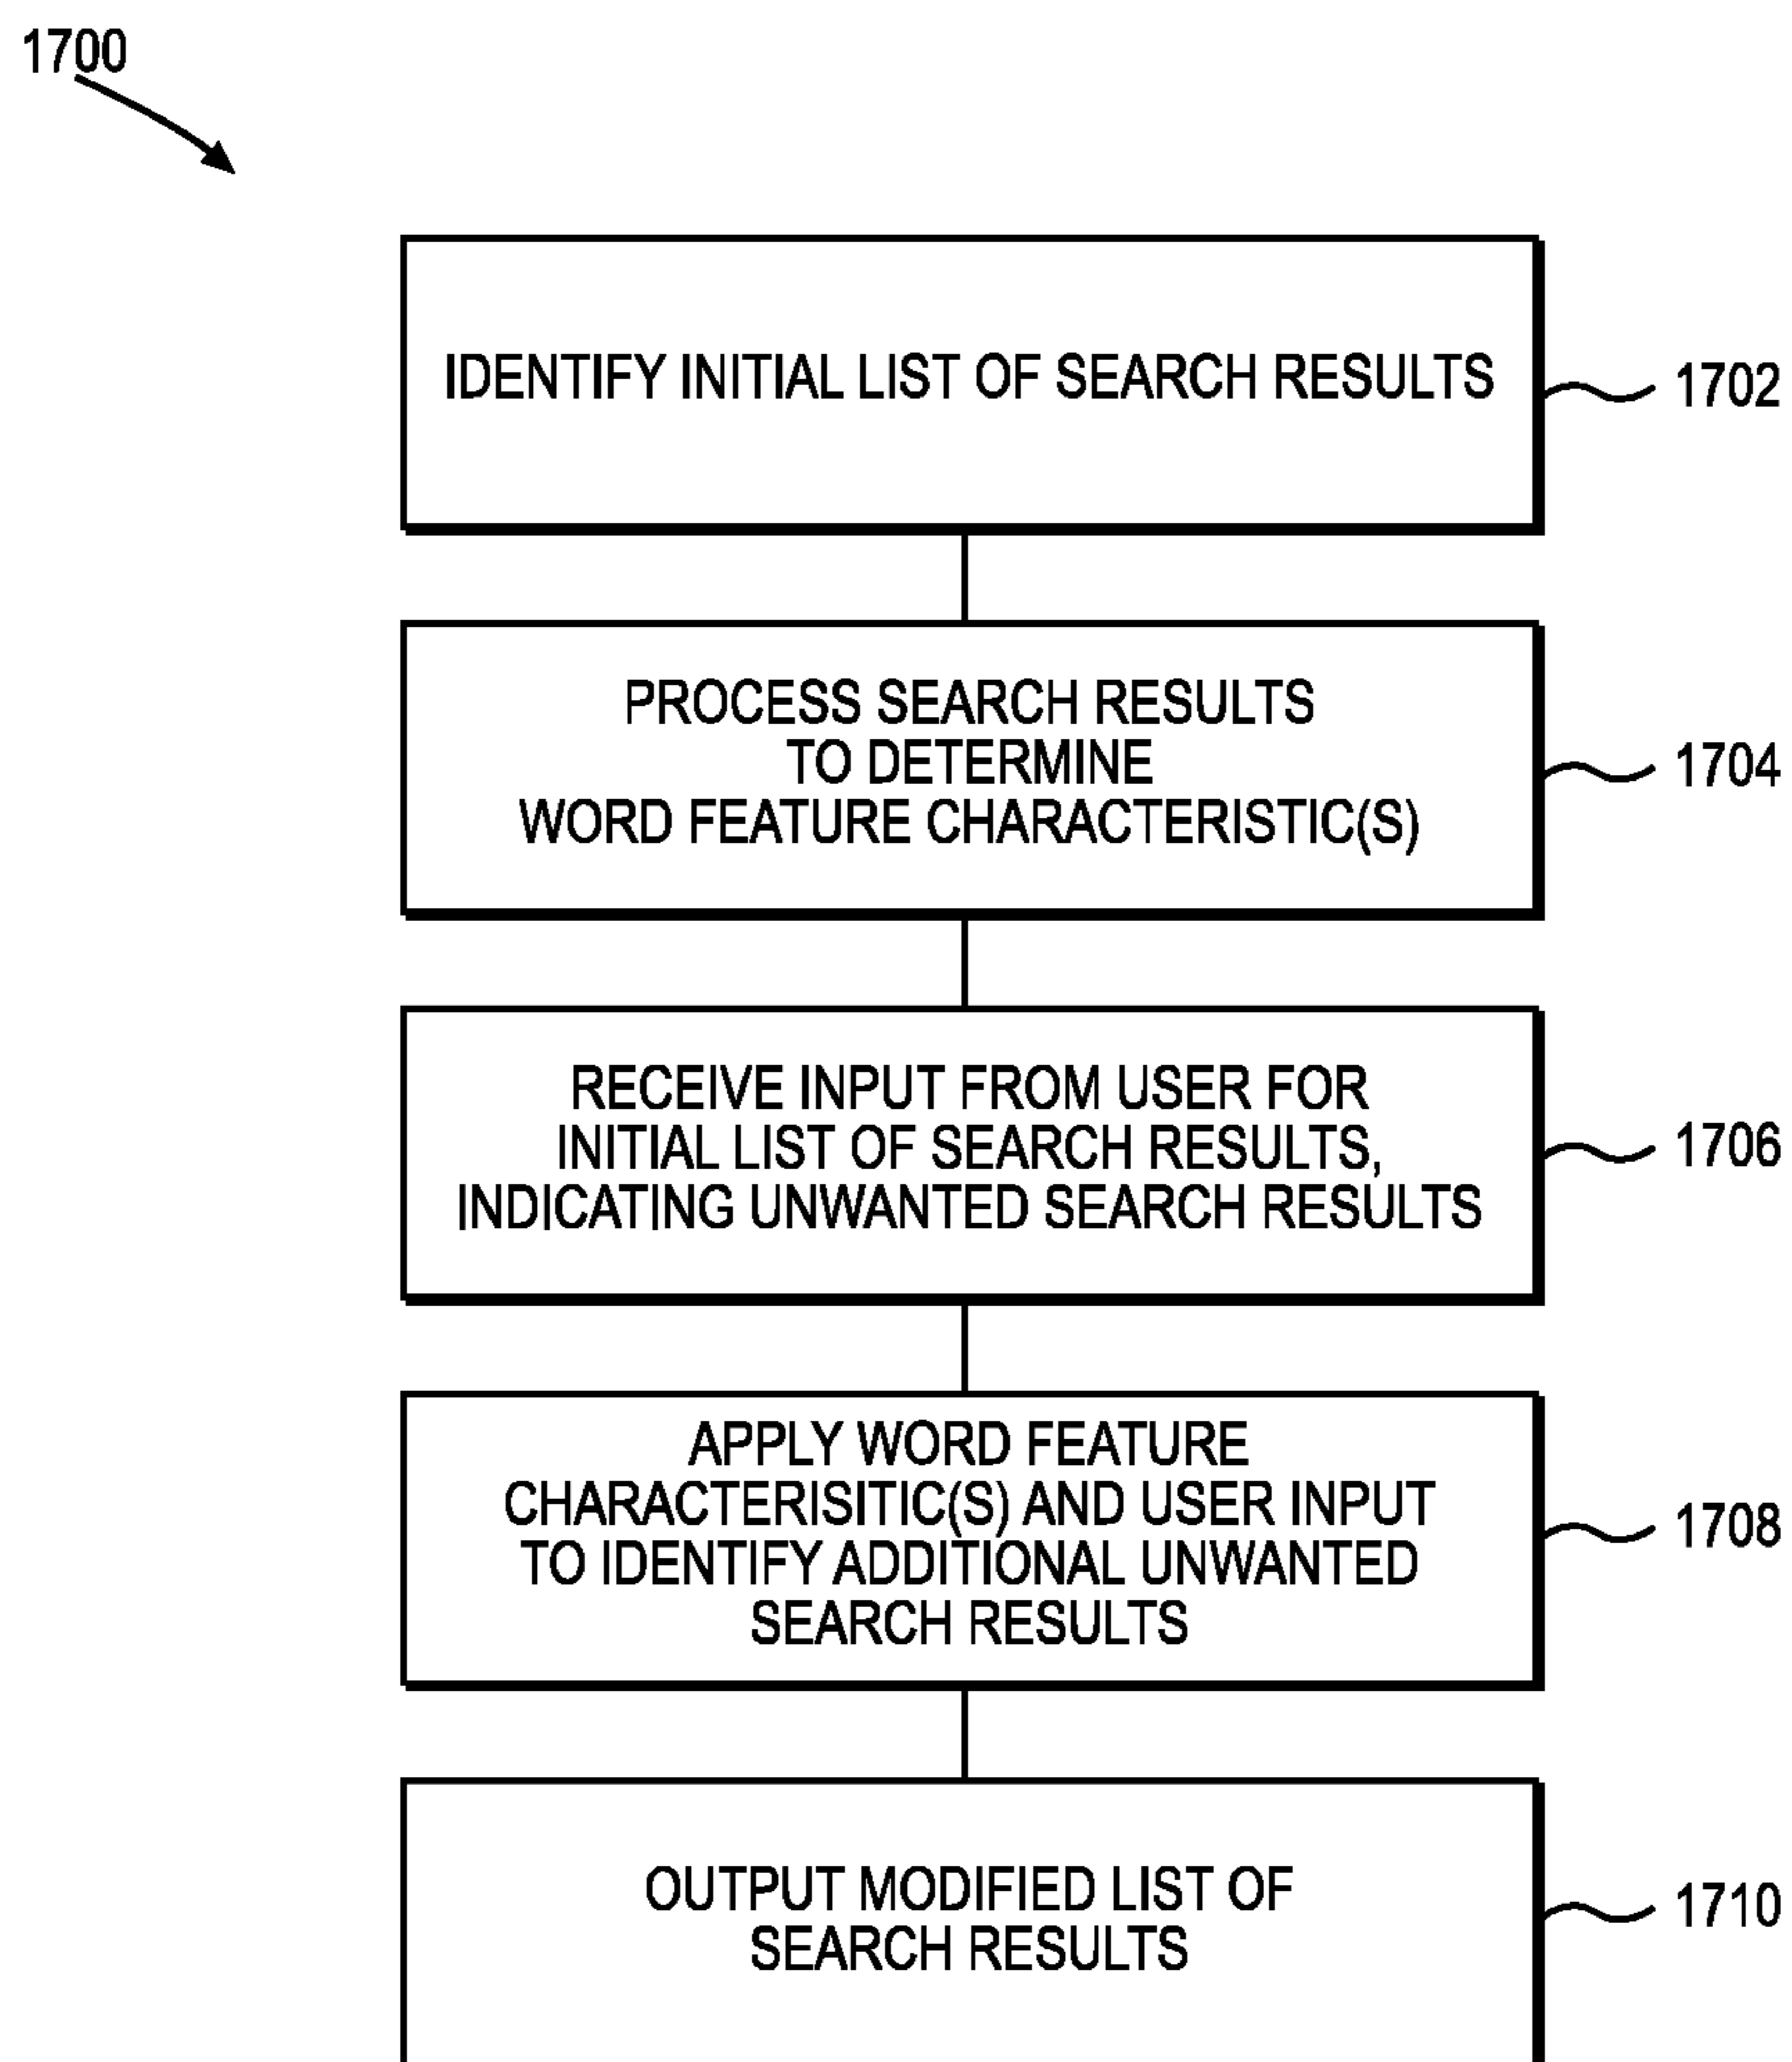 1700
IDENTIFY INITIAL LIST OF SEARCH RESULTS
1702
PROCESS SEARCH RESULTS
TO DETERMINE
WORD FEATURE CHARACTERISTIC(S)
1704
RECEIVE INPUT FROM USER FOR
INITIAL LIST OF SEARCH RESULTS,
INDICATING UNWANTED SEARCH RESULTS
1706
APPLY WORD FEATURE
CHARACTERISITIC(S) AND USER INPUT
TO IDENTIFY ADDITIONAL UNWANTED
SEARCH RESULTS
1708
OUTPUT MODIFIED LIST OF
SEARCH RESULTS
1710